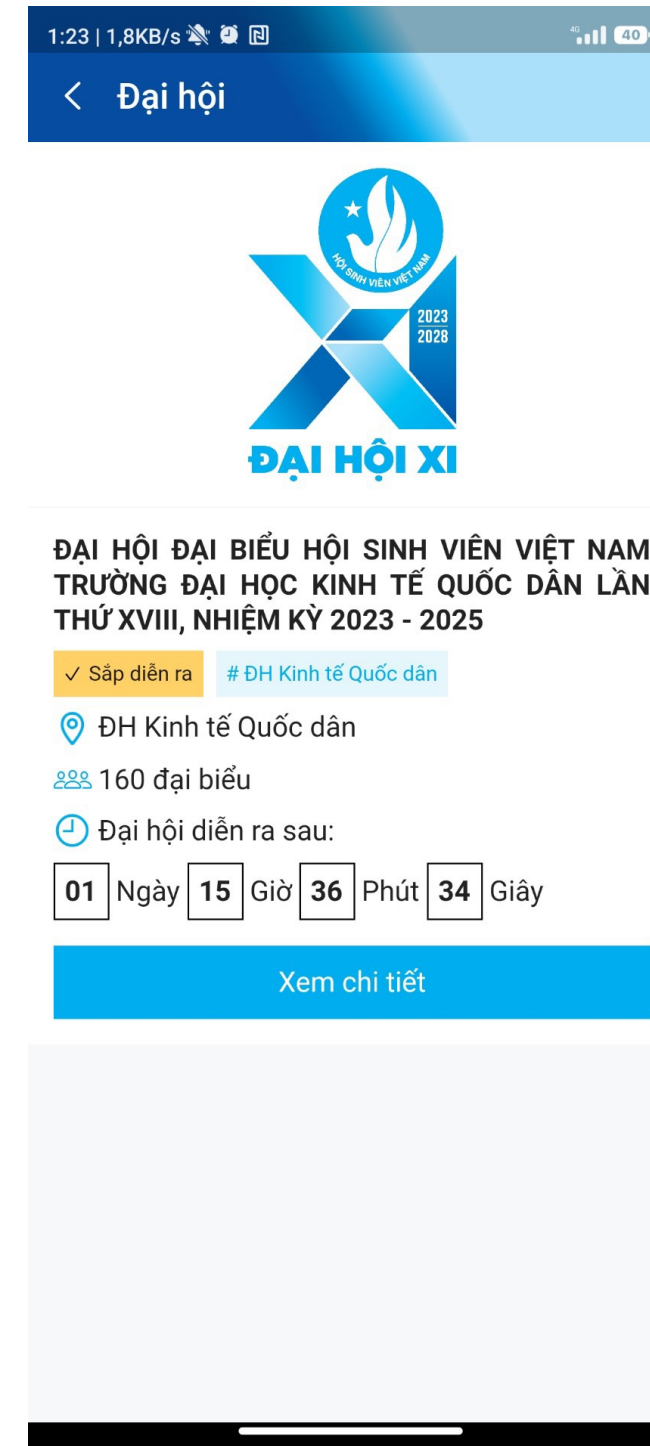 1:23 | 1,8KB/s
4G
40
Đại hội
HỘI SINH VIÊN VIỆT NAM
2023
2028
ĐẠI HỘI XI
ĐẠI HỘI ĐẠI BIỂU HỘI SINH VIÊN VIỆT NAM
TRƯỜNG ĐẠI HỌC KINH TẾ QUỐC DÂN LẦN
THỨ XVIII, NHIỆM KỲ 2023 - 2025
✓ Sắp diễn ra # ĐH Kinh tế Quốc dân
ĐH Kinh tế Quốc dân
160 đại biểu
Đại hội diễn ra sau:
01 Ngày 15 Giờ 36 Phút 34 Giây
Xem chi tiết